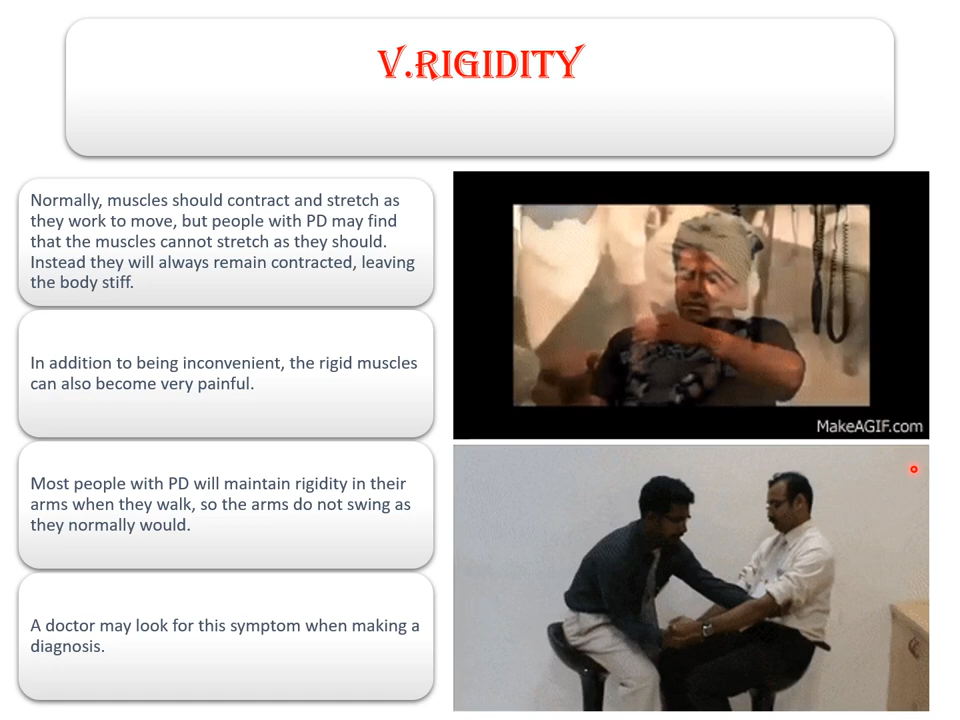 V.RIGIDITY
Normally, muscles should contract and stretch as
they work to move, but people with PD may find
that the muscles cannot stretch as they should.
Instead they will always remain contracted, leaving
the body stiff.
In addition to being inconvenient, the rigid muscles
can also become very painful.
Most people with PD will maintain rigidity in their
arms when they walk, so the arms do not swing as
they normally would.
A doctor may look for this symptom when making a
diagnosis.
MakeAGIF.com